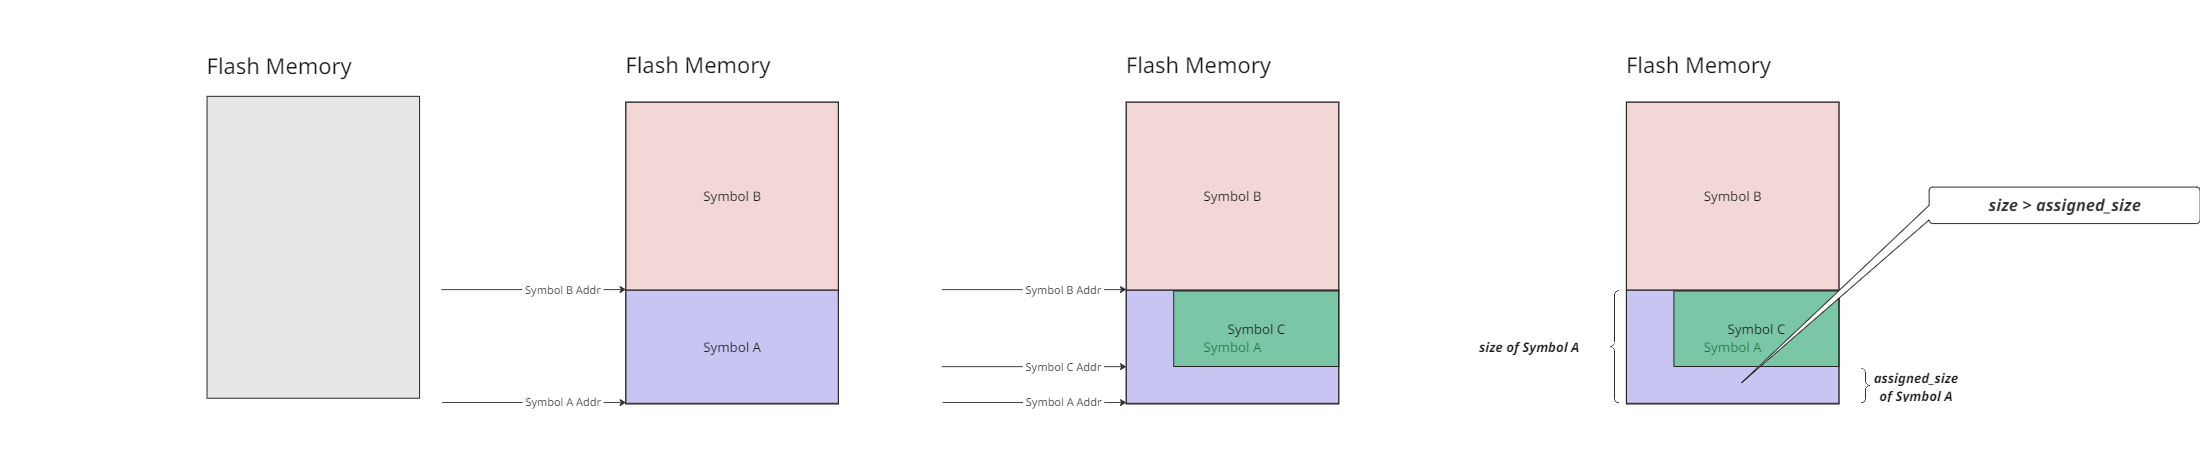 Flash Memory
Flash Memory
Symbol B
Symbol B Addr
Symbol A
Symbol A Addr
Flash Memory
Symbol B
Symbol B Addr
Symbol C
Symbol A
Symbol C Addr
Symbol A Addr
Flash Memory
Symbol B
size > assigned_size
Symbol C
Symbol A
size of Symbol A
assigned_size
of Symbol A